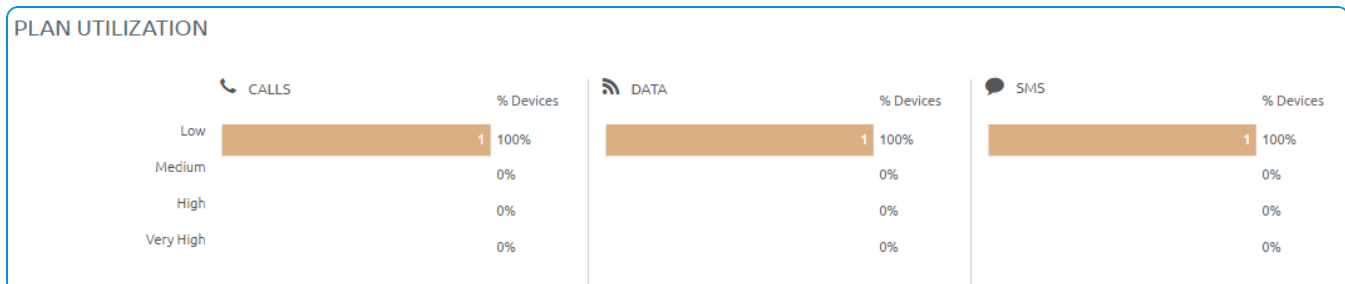 PLAN UTILIZATION
CALLS % Devices DATA % Devices SMS % Devices
Low 1 100% 1 100% 1 100%
Medium 0% 0% 0%
High 0% 0% 0%
Very High 0% 0% 0%